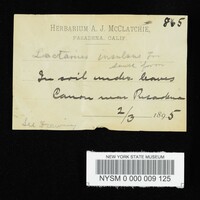 865
HERBARIUM A. J. McCLATCHIE,
PASADENA, CALIF.
In soil under leaves
Canon near Pasadena
2/3 1895
See
NEW YORK STATE MUSEUM
NYSM 0 000 009 125